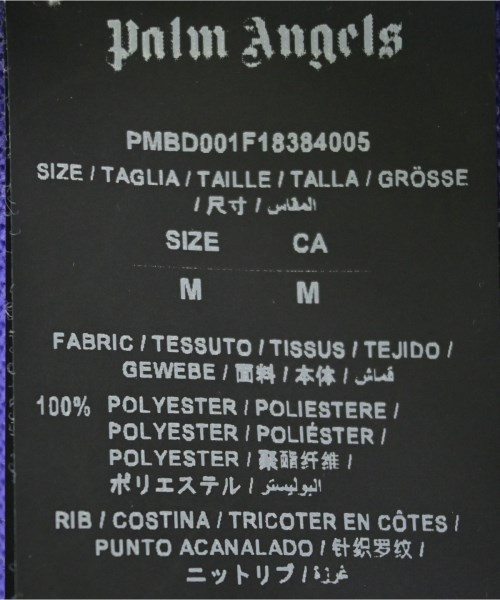 Palm Angels
PMBD001F18384005
SIZE / TAGLIA / TAILLE / TALLA / GRÖSSE
/ 尺寸 / المقاس
SIZE CA
M M
FABRIC / TESSUTO / TISSUS / TEJIDO /
GEWEBE / 面料 / 本体 / قماش
100% POLYESTER / POLIESTERE /
POLYESTER / POLIÉSTER /
POLYESTER / 聚酯纤维 /
ポリエステル / البوليستر
RIB / COSTINA / TRICOTER EN CÔTES /
PUNTO ACANALADO / 针织罗纹 /
ニットリブ / غرزة